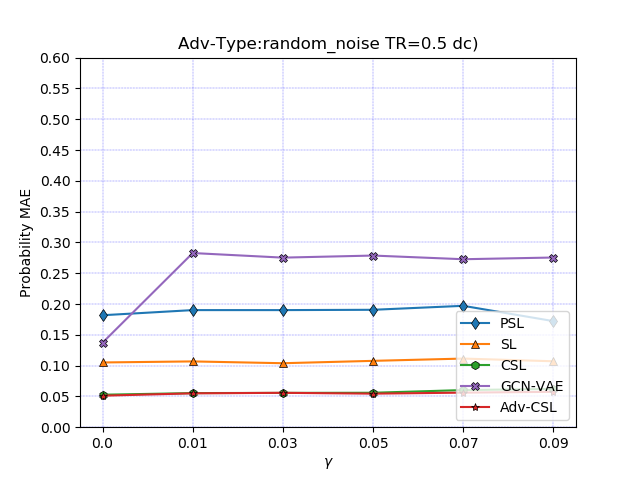 Adv-Type:random_noise TR=0.5 dc)
Probability MAE
0.60
0.55
0.50
0.45
0.40
0.35
0.30
0.25
0.20
0.15
0.10
0.05
0.00
PSL
SL
CSL
GCN-VAE
Adv-CSL
0.0 0.01 0.03 0.05 0.07 0.09
γ